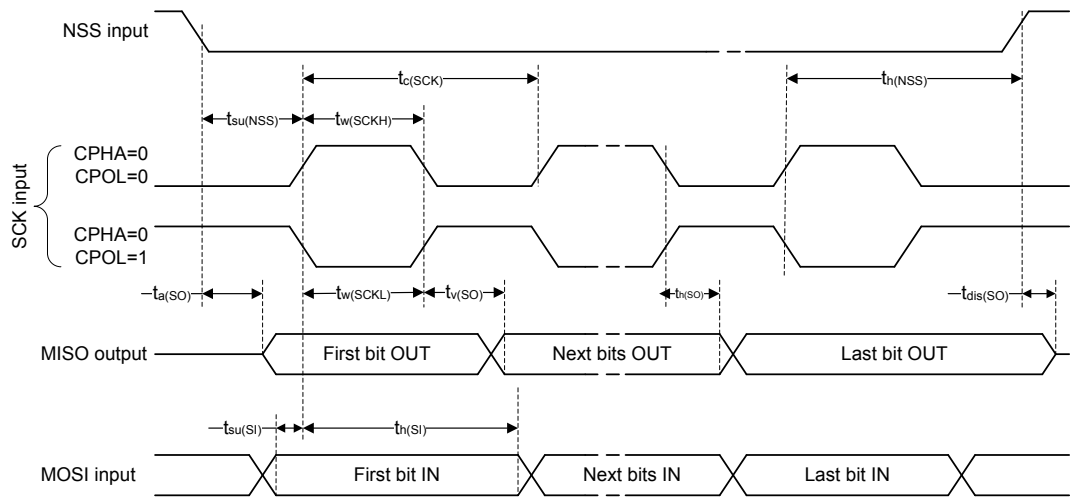 NSS input
tc(SCK)
th(NSS)
tsu(NSS)
tw(SCKH)
SCK input
CPHA=0
CPOL=0
CPHA=0
CPOL=1
ta(SO)
tw(SCKL)
tv(SO)
th(SO)
tdis(SO)
MISO output
First bit OUT
Next bits OUT
Last bit OUT
tsu(SI)
th(SI)
MOSI input
First bit IN
Next bits IN
Last bit IN